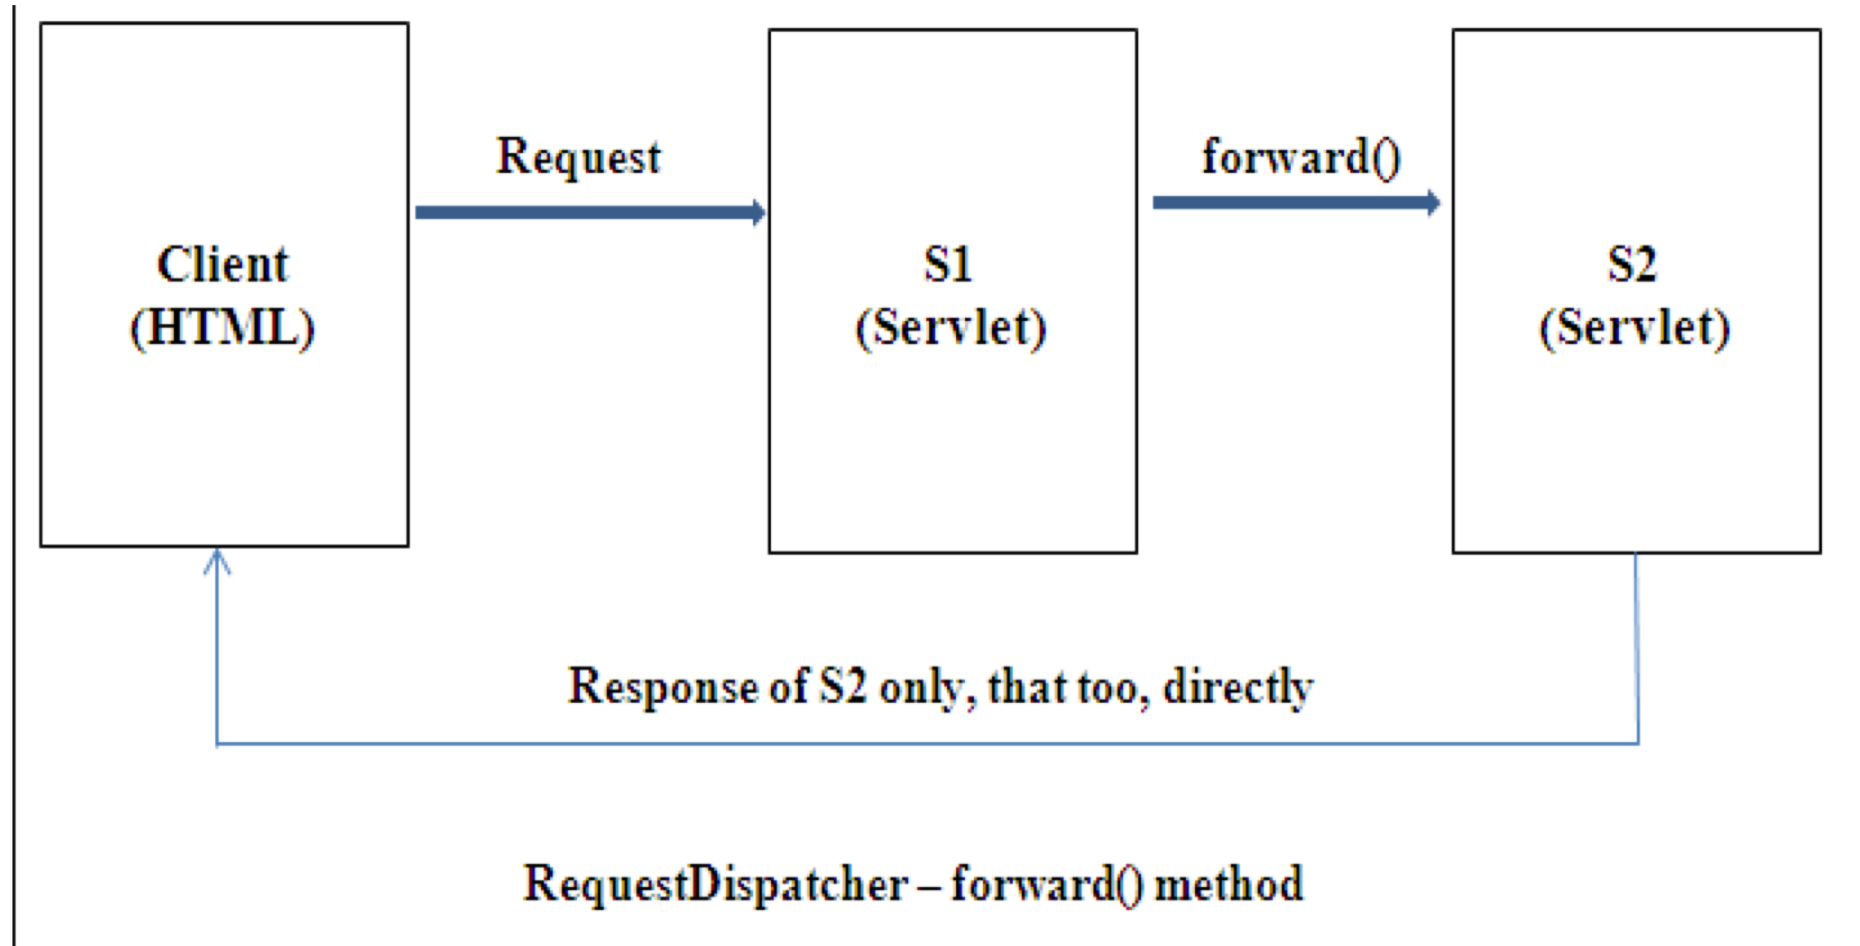 Client
(HTML)
Request
S1
(Servlet)
forward()
S2
(Servlet)
Response of S2 only, that too, directly
RequestDispatcher – forward() method